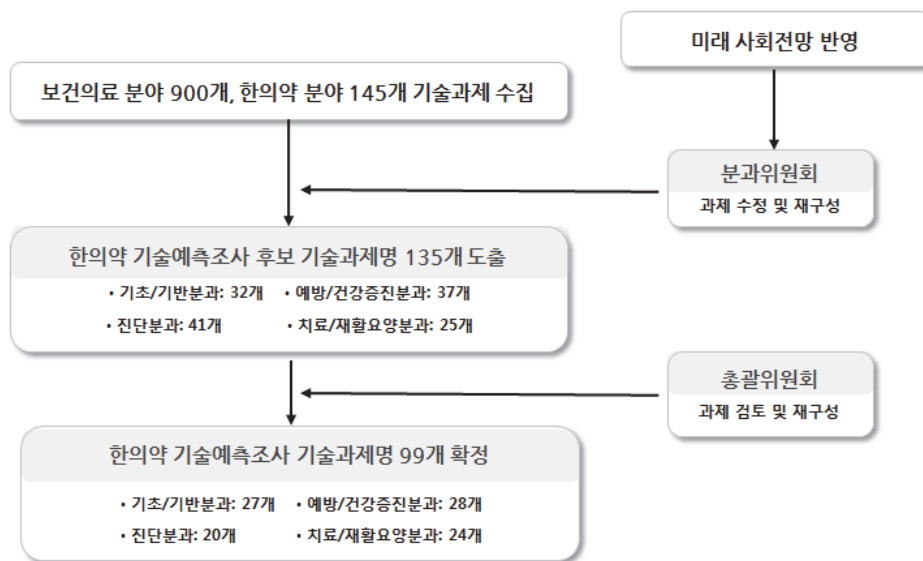 미래 사회전망 반영
보건의료 분야 900개, 한의약 분야 145개 기술과제 수집
분과위원회
과제 수정 및 재구성
한의약 기술예측조사 후보 기술과제명 135개 도출
• 기초/기반분과: 32개 • 예방/건강증진분과: 37개
• 진단분과: 41개 • 치료/재활요양분과: 25개
총괄위원회
과제 검토 및 재구성
한의약 기술예측조사 기술과제명 99개 확정
• 기초/기반분과: 27개 • 예방/건강증진분과: 28개
• 진단분과: 20개 • 치료/재활요양분과: 24개